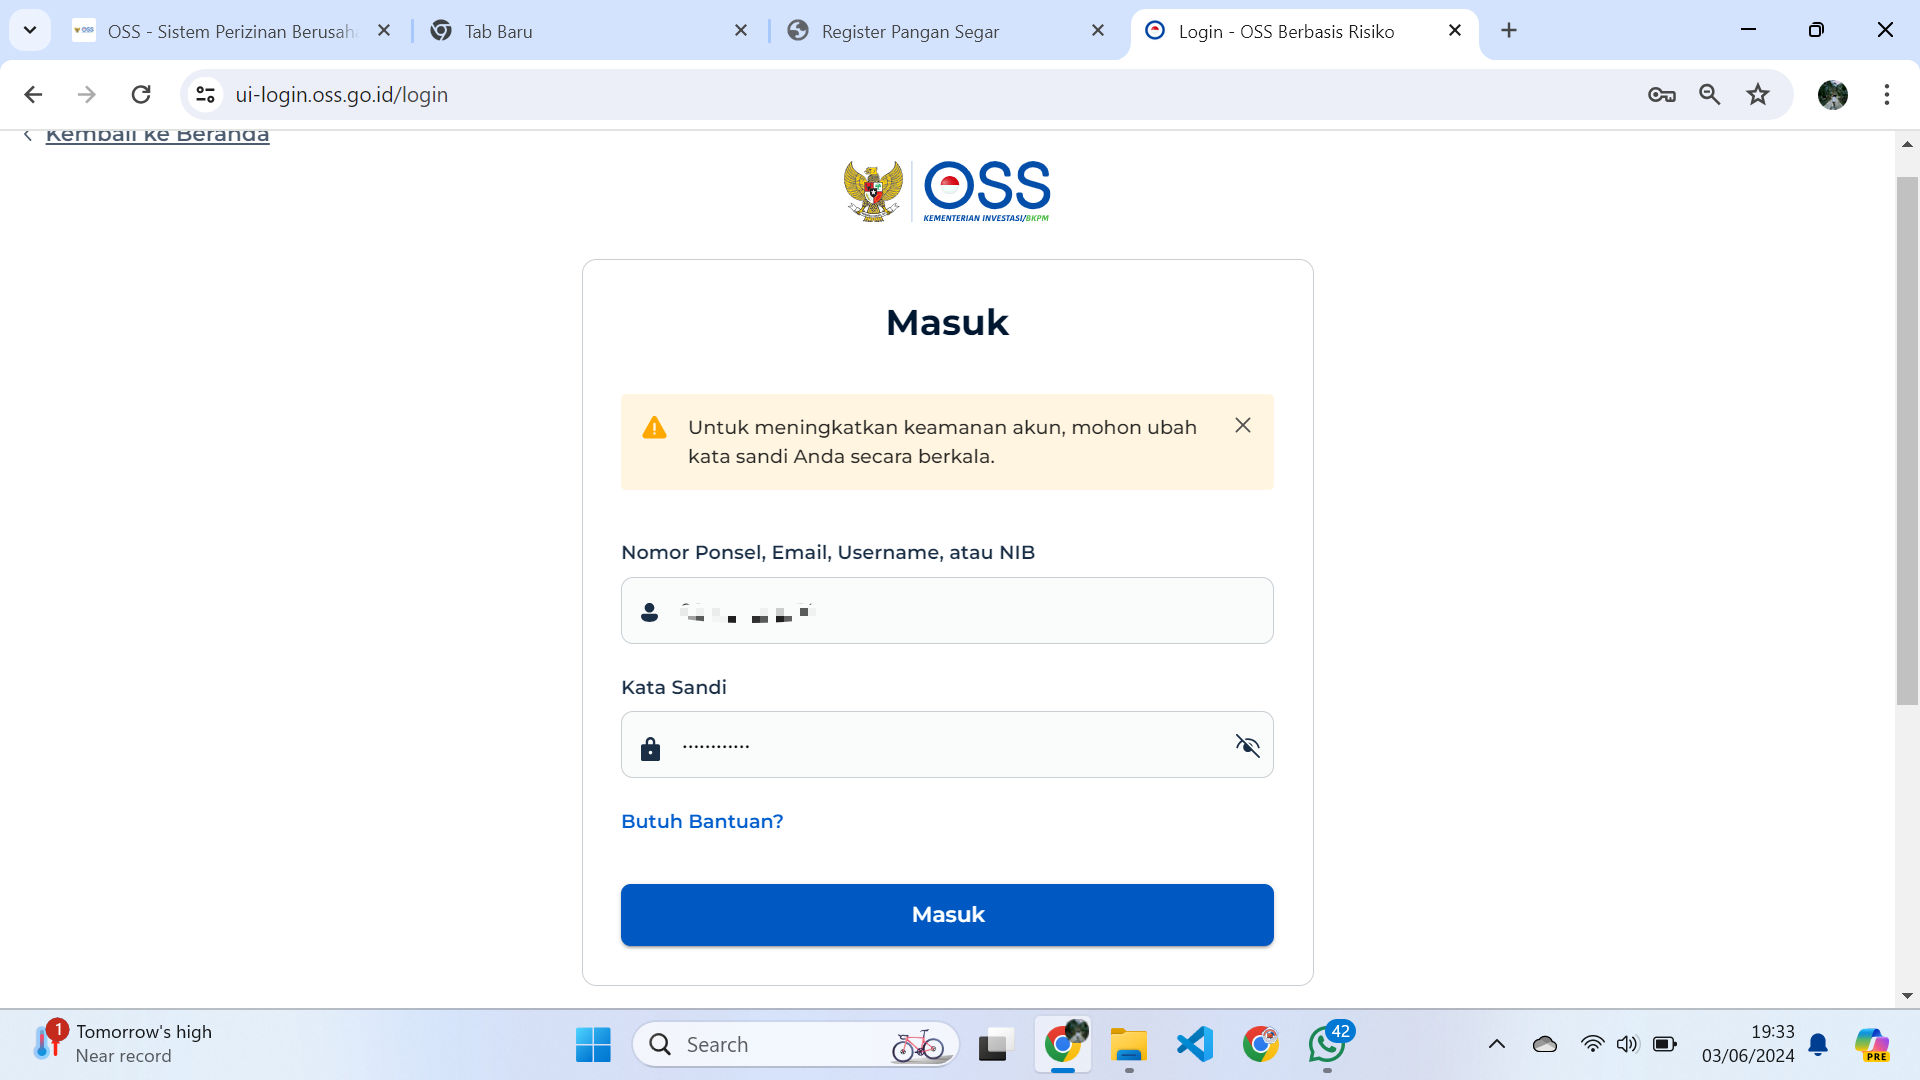 OSS - Sistem Perizinan Berusaha
Tab Baru
Register Pangan Segar
Login - OSS Berbasis Risiko
ui-login.oss.go.id/login
Kembali ke Beranda
OSS
KEMENTERIAN INVESTASI/BKPM
Masuk
Untuk meningkatkan keamanan akun, mohon ubah
kata sandi Anda secara berkala.
Nomor Ponsel, Email, Username, atau NIB
Kata Sandi
............
Butuh Bantuan?
Masuk
1
Tomorrow's high
Near record
Search
42
19:33
03/06/2024
PRE